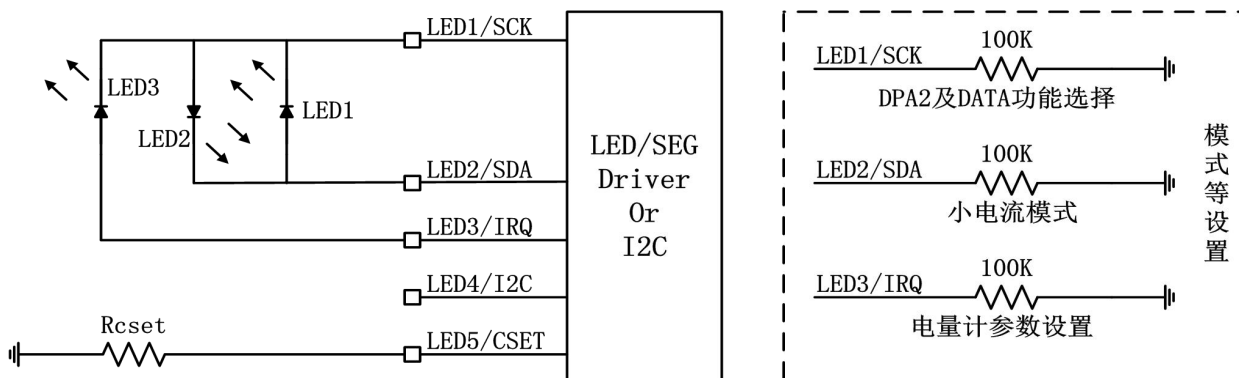 LED1/SCK
LED3
LED2
LED1
LED2/SDA
LED3/IRQ
LED4/I2C
Rcset
LED5/CSET
LED/SEG
Driver
Or
I2C
LED1/SCK
100K
DPA2及DATA功能选择
LED2/SDA
100K
小电流模式
LED3/IRQ
100K
电量计参数设置
模式等设置